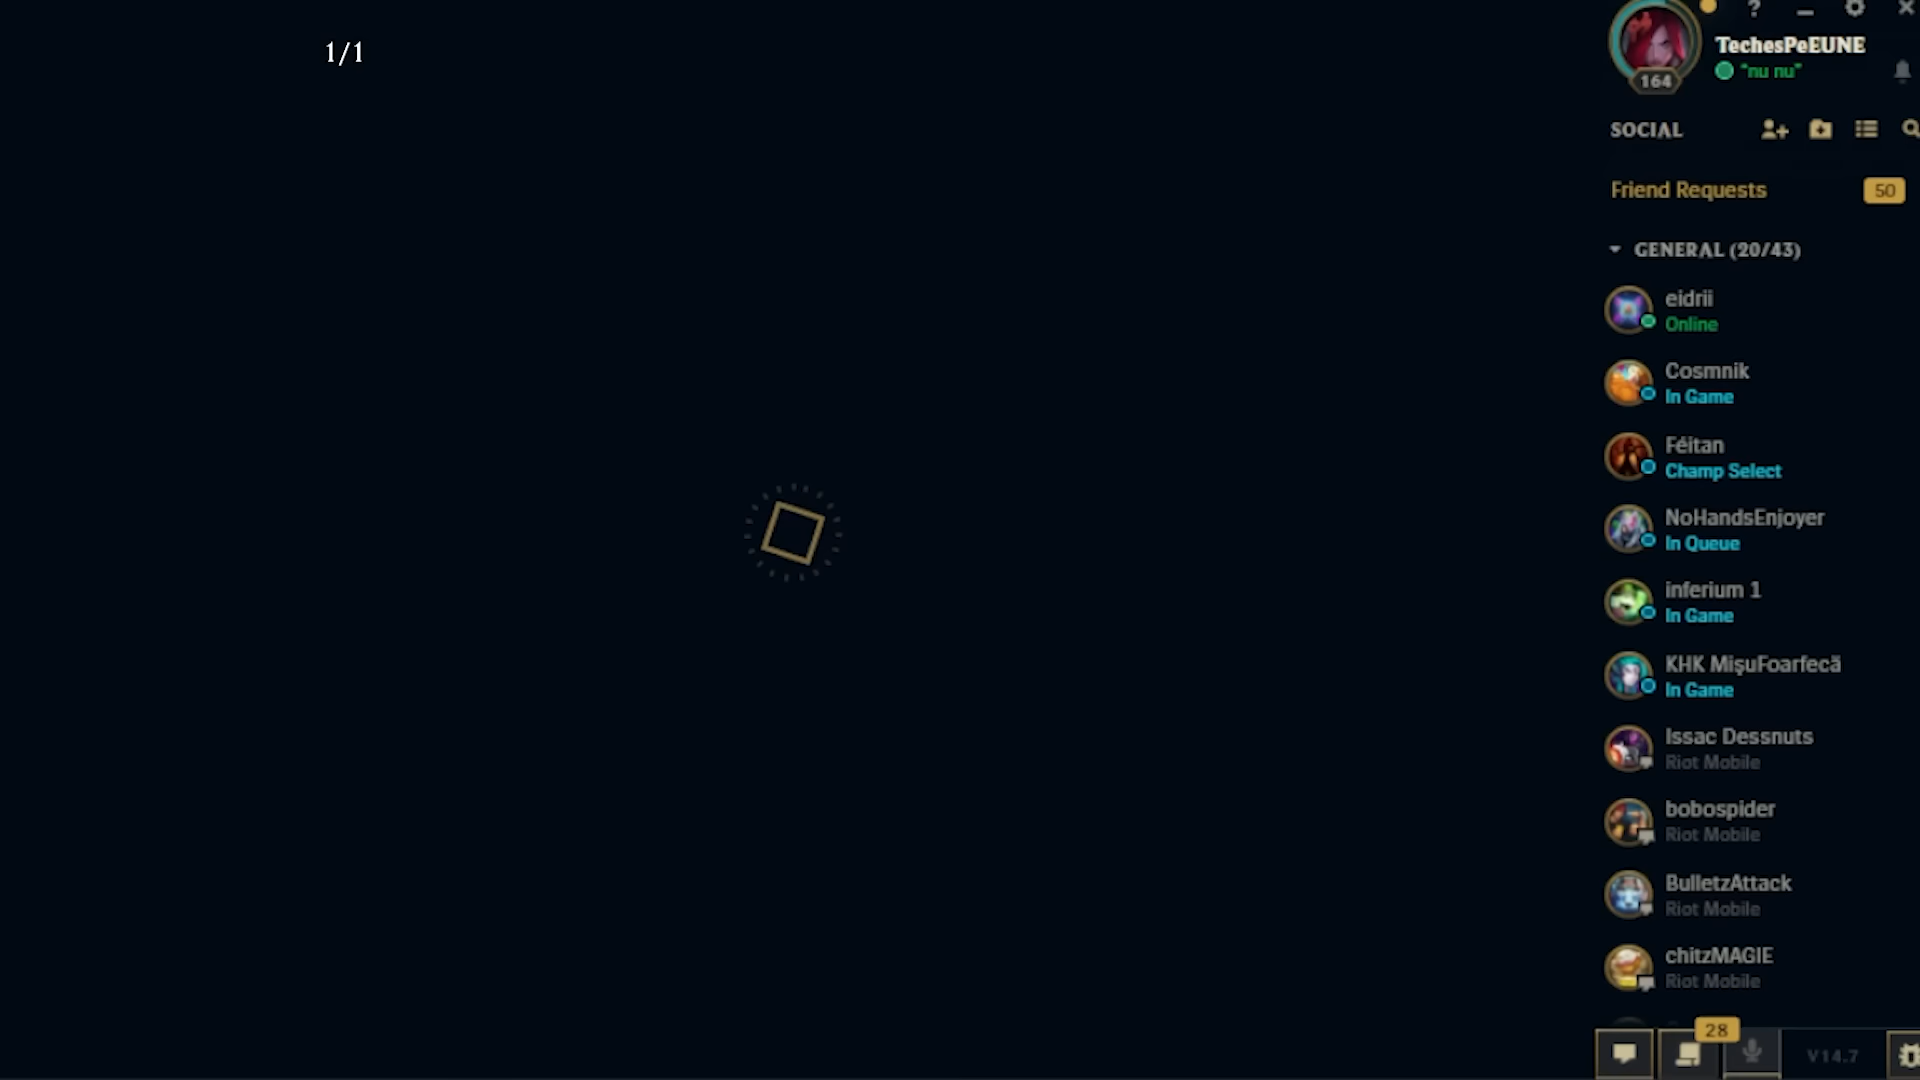 1/1
TechesPeEUNE
"nu nu"
164
SOCIAL
Friend Requests
50
GENERAL (20/43)
eidrii
Online
Cosmnik
In Game
Féitan
Champ Select
NoHandsEnjoyer
In Queue
inferium 1
In Game
KHK MişuFoarfecă
In Game
Issac Dessnuts
Riot Mobile
bobospider
Riot Mobile
BulletzAttack
Riot Mobile
chitzMAGIE
Riot Mobile
28
V14.7